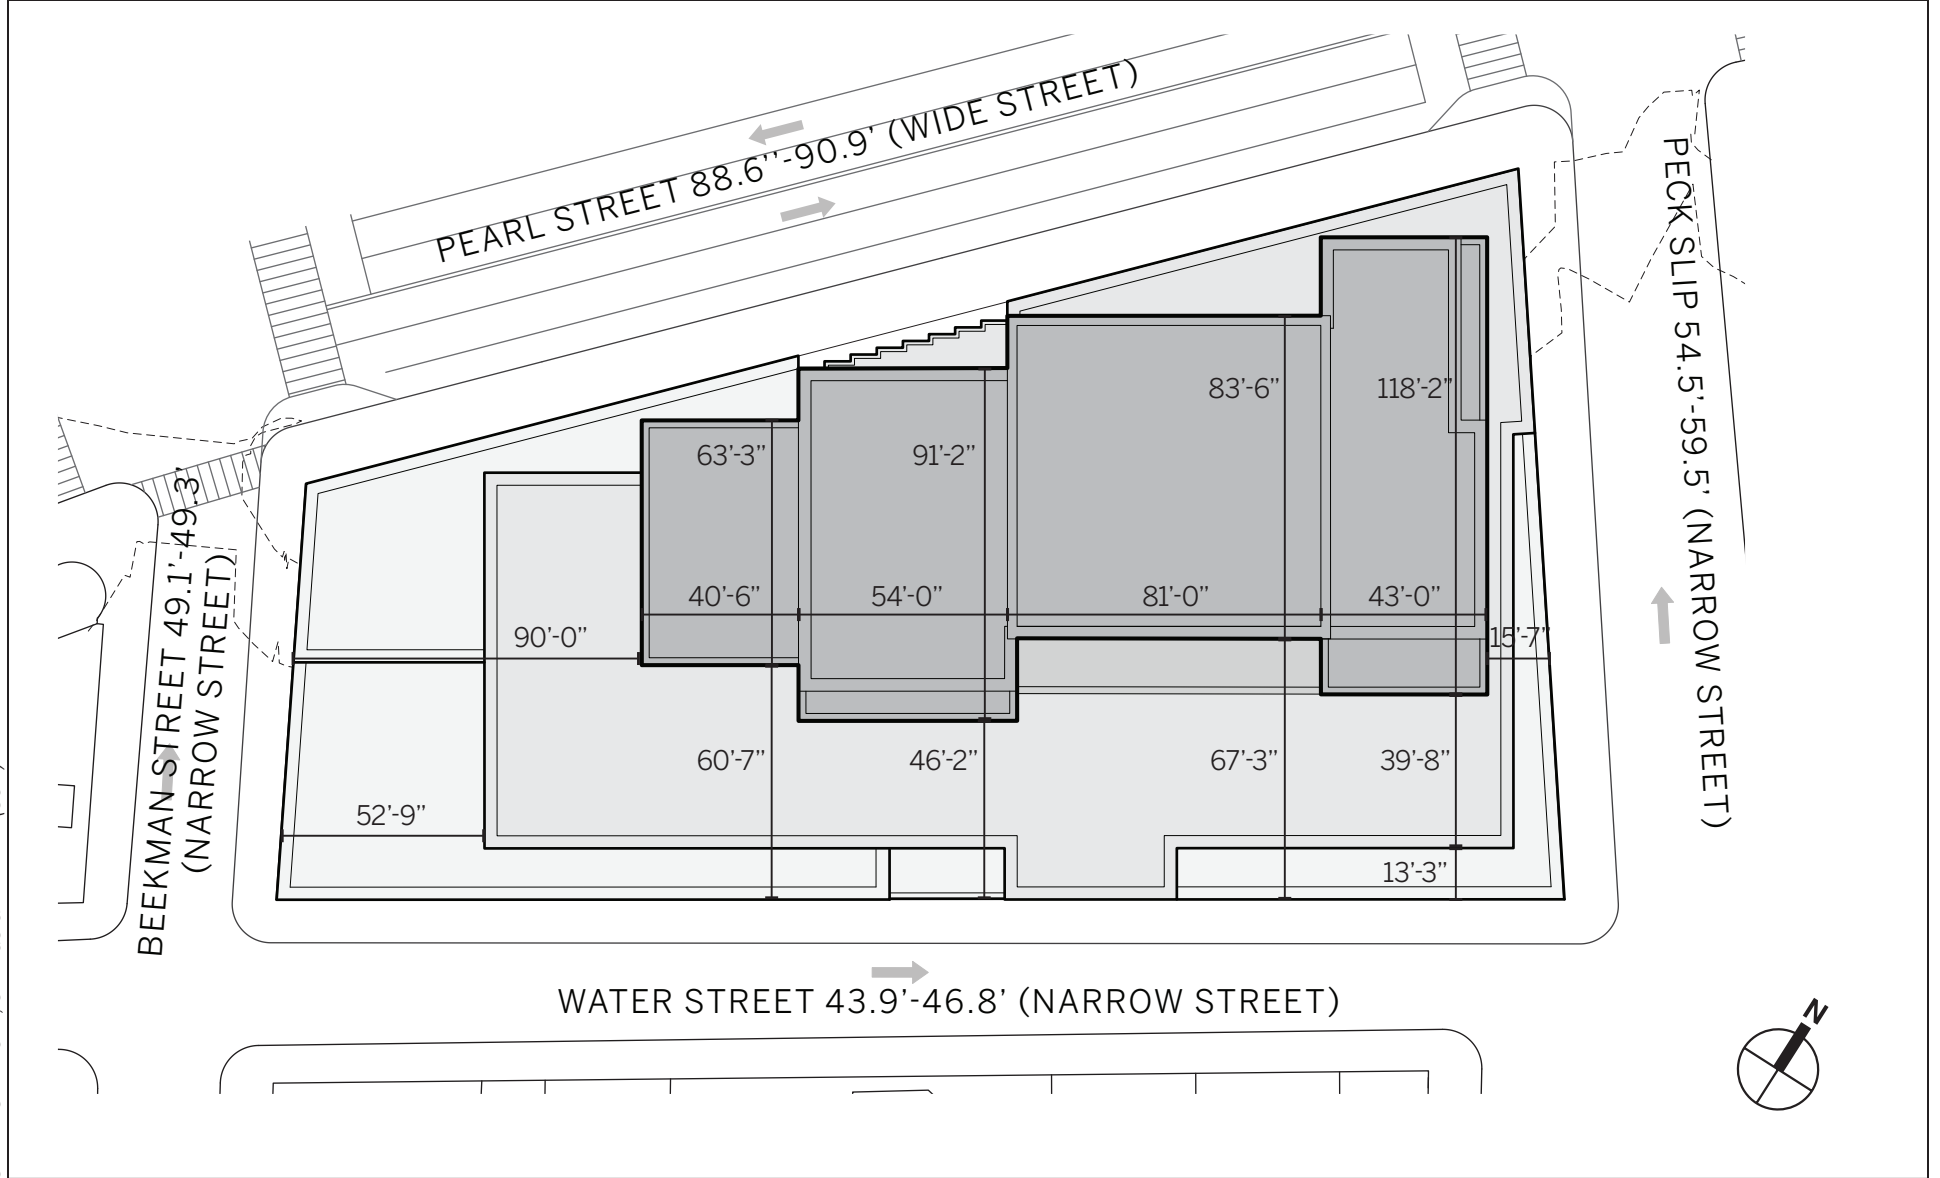 PEARL STREET 88.6’’-90.9’ (WIDE STREET)
PECK SLIP 54.5’-59.5’ (NARROW STREET)
BEEKMAN STREET 49.1’-49.3’
(NARROW STREET)
83’-6”
118’-2”
63’-3”
91’-2”
40’-6”
54’-0”
81’-0”
43’-0”
90’-0”
15’-7”
60’-7”
46’-2”
67’-3”
39’-8”
52’-9”
13’-3”
WATER STREET 43.9’-46.8’ (NARROW STREET)
N